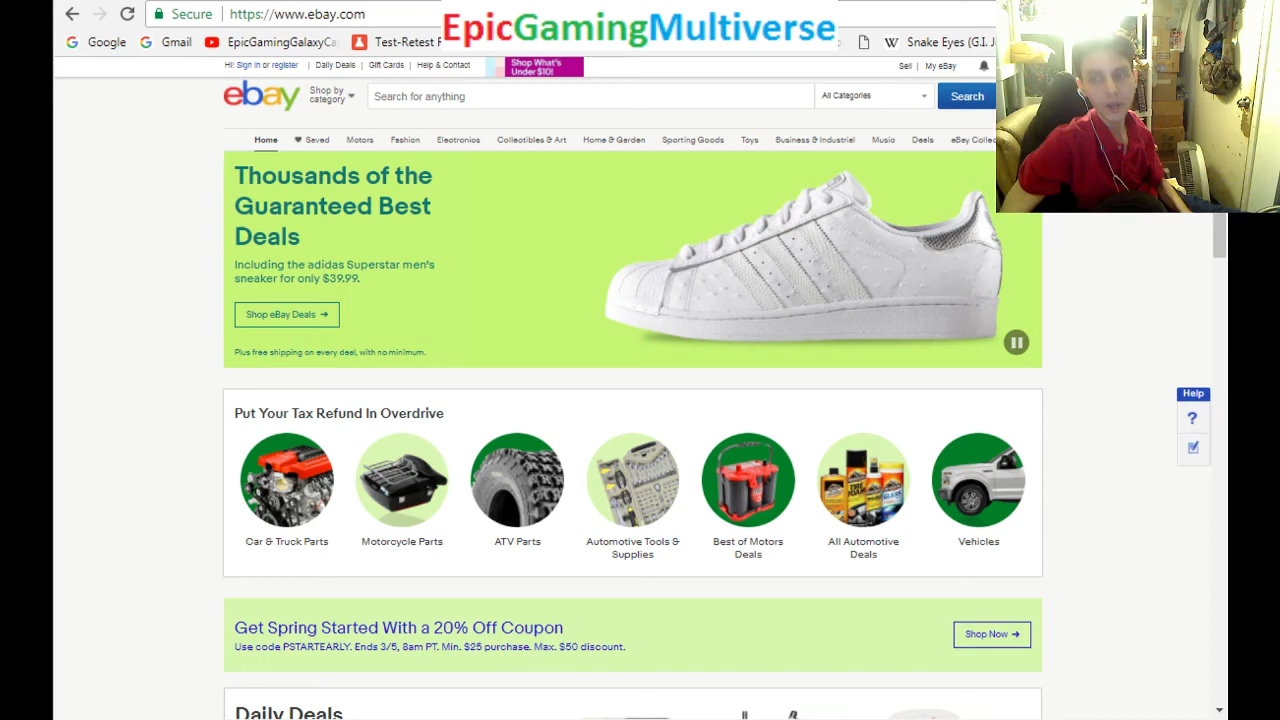 EpicGamingMultiverse
Secure https://www.ebay.com
Google Gmail EpicGamingGalaxyCa Test-Retest Snake Eyes (G.I. J
Hi! Sign in or register Daily Deals Gift Cards Help & Contact
Shop What's
Under $10!
Sell My eBay
ebay
Shop by
category
Search for anything
All Categories
Search
Home Saved Motors Fashion Electronics Collectibles & Art Home & Garden Sporting Goods Toys Business & Industrial Music Deals eBay Collec
Thousands of the
Guaranteed Best
Deals
Including the adidas Superstar men's
sneaker for only $39.99.
Shop eBay Deals →
Plus free shipping on every deal, with no minimum.
Help
?
Put Your Tax Refund In Overdrive
Car & Truck Parts
Motorcycle Parts
ATV Parts
Automotive Tools &
Supplies
Best of Motors
Deals
All Automotive
Deals
Vehicles
Get Spring Started With a 20% Off Coupon
Use code PSTARTEARLY. Ends 3/5, 8am PT. Min. $25 purchase. Max. $50 discount.
Shop Now →
Daily Deals